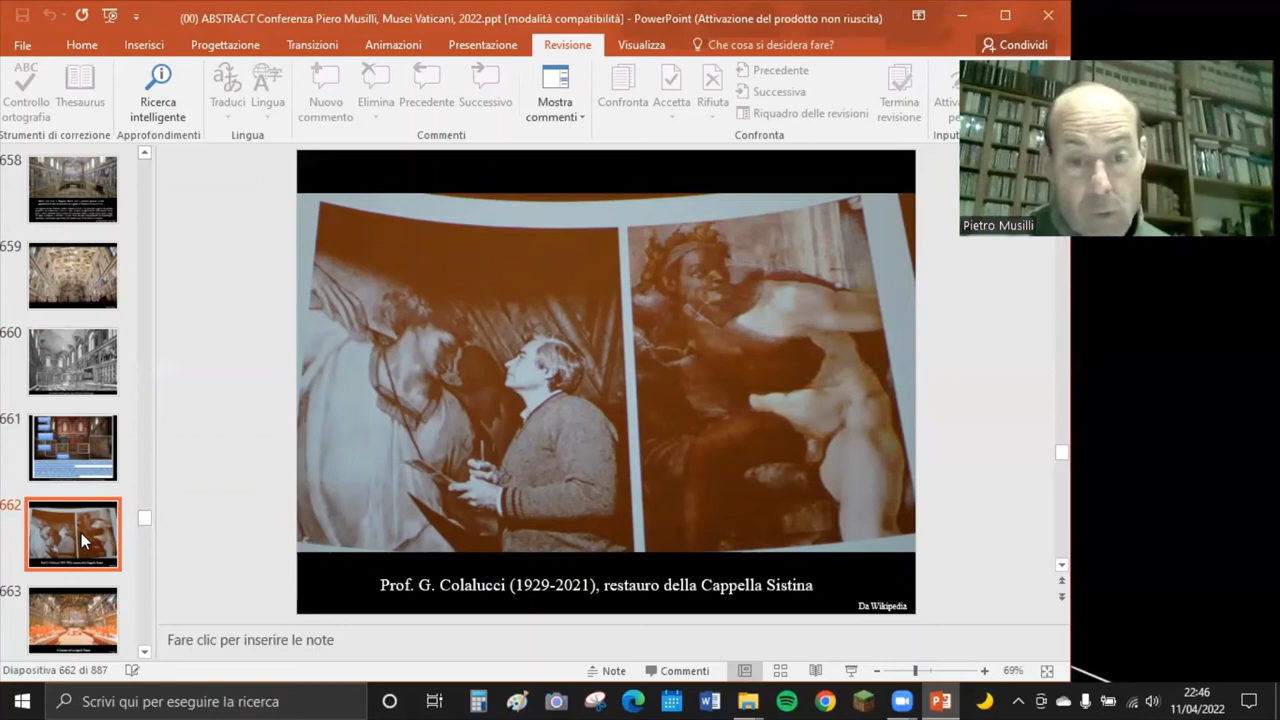 (00) ABSTRACT Conferenza Piero Musilli, Musei Vaticani, 2022.ppt [modalità compatibilità] - PowerPoint (Attivazione del prodotto non riuscita)
File Home Inserisci Progettazione Transizioni Animazioni Presentazione Revisione Visualizza Che cosa si desidera fare? Condividi
ABC
Controllo ortografia
Thesaurus
Ricerca intelligente
Traduci
Lingua
Nuovo commento
Elimina
Precedente
Successivo
Mostra commenti
Confronta
Accetta
Rifiuta
Precedente
Successiva
Riquadro delle revisioni
Termina revisione
Strumenti di correzione
Approfondimenti
Lingua
Commenti
Confronta
Pietro Musilli
658
659
660
661
662
663
Prof. G. Colalucci (1929-2021), restauro della Cappella Sistina
Da Wikipedia
Fare clic per inserire le note
Diapositiva 662 di 887
Note
Commenti
69%
Scrivi qui per eseguire la ricerca
22:46
11/04/2022